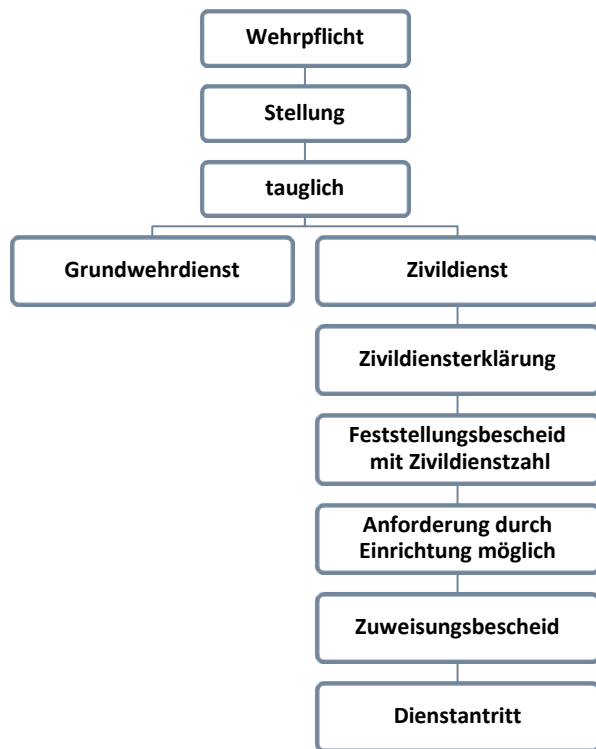 Wehrpflicht
Stellung
tauglich
Grundwehrdienst
Zivildienst
Zivildiensterklärung
Feststellungsbescheid
mit Zivildienstzahl
Anforderung durch
Einrichtung möglich
Zuweisungsbescheid
Dienstantritt